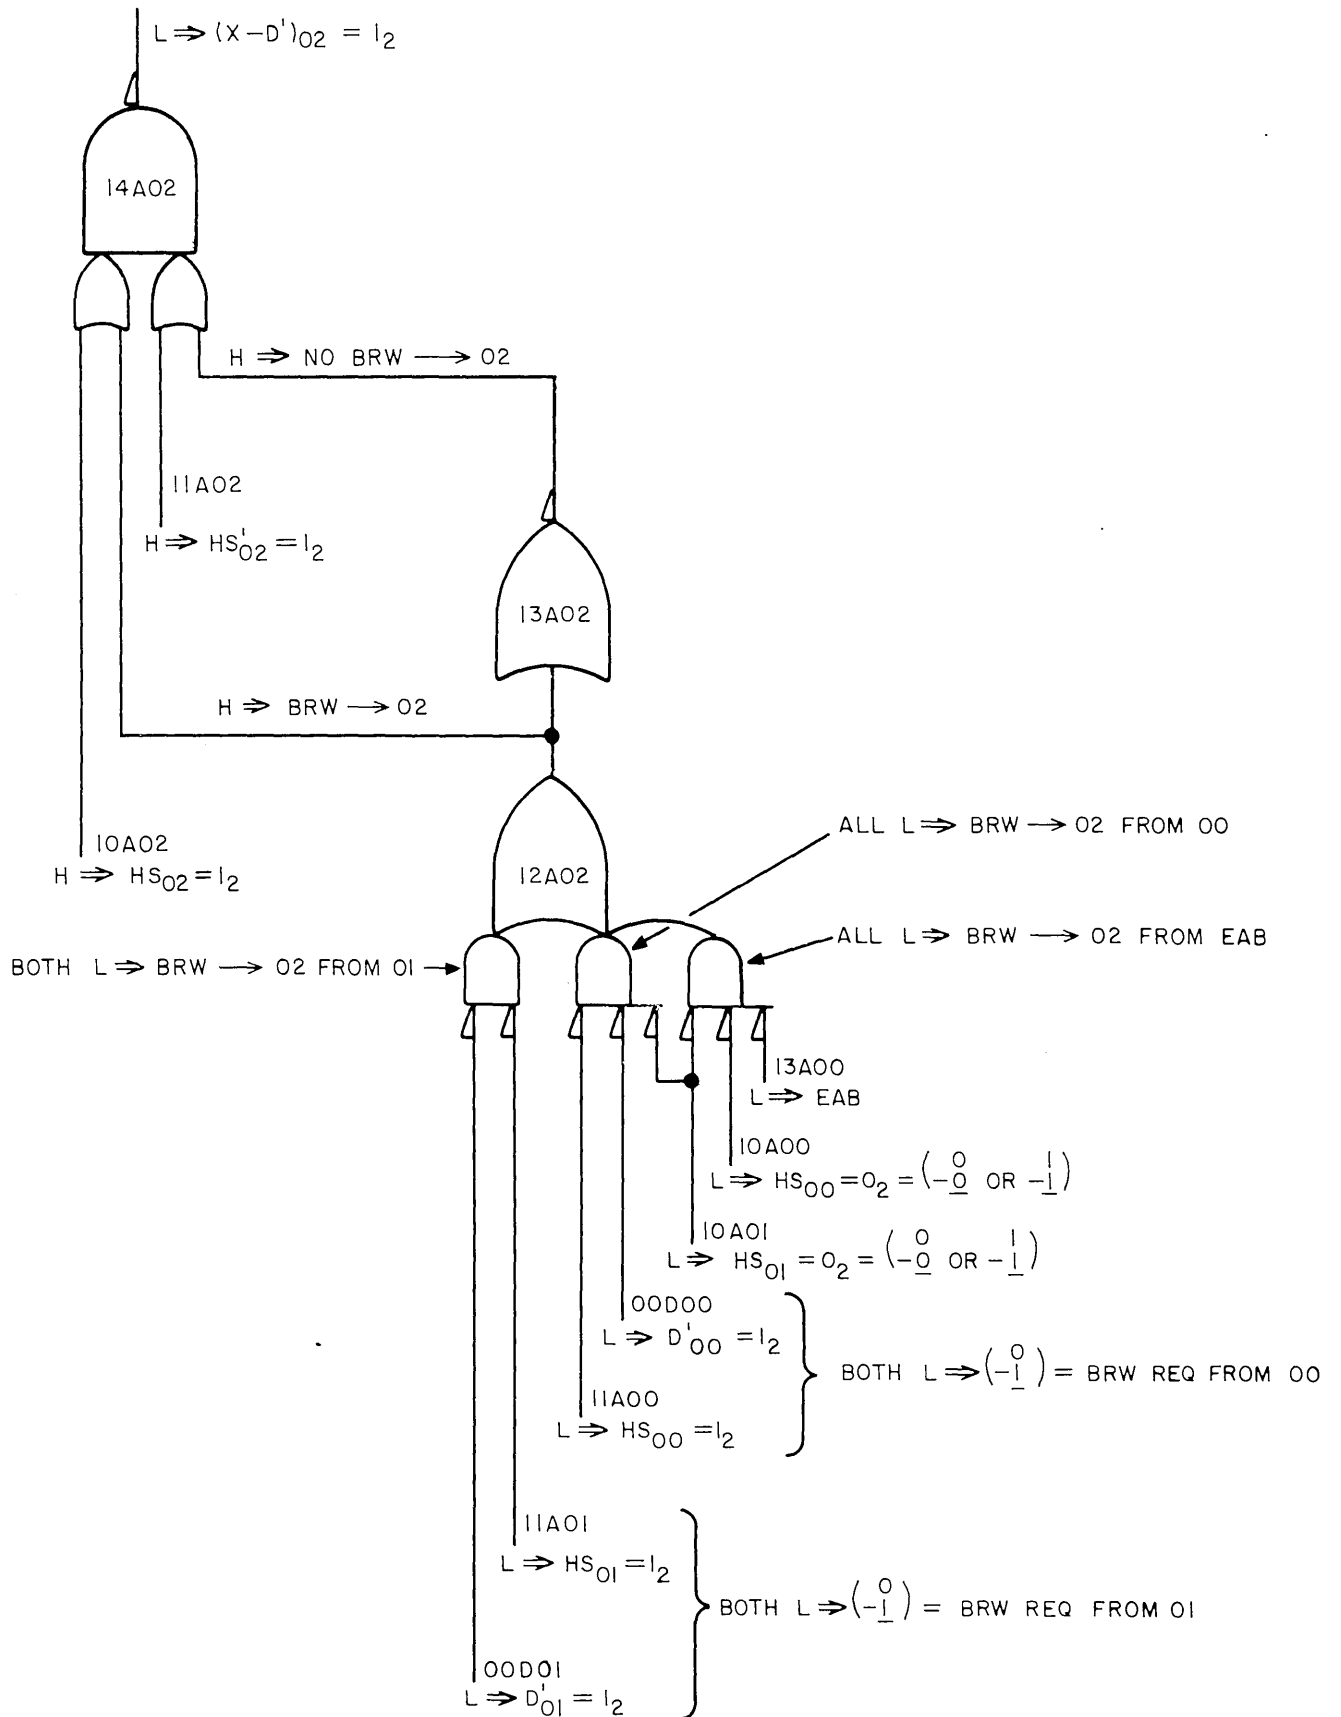 L ⇒ (X-D')02 = 12
14A02
H ⇒ NO BRW → 02
11A02
H ⇒ HS'02 = 12
13A02
H ⇒ BRW → 02
ALL L ⇒ BRW → 02 FROM 00
10A02
H ⇒ HS02 = 12
12A02
ALL L ⇒ BRW → 02 FROM EAB
BOTH L ⇒ BRW → 02 FROM 01
13A00
L ⇒ EAB
10A00
L ⇒ HS00 = 02 = (0 -0 OR 1 -1)
10A01
L ⇒ HS01 = 02 = (0 -0 OR 1 -1)
00D00
L ⇒ D'00 = 12
BOTH L ⇒ (0 -1) = BRW REQ FROM 00
11A00
L ⇒ HS00 = 12
11A01
L ⇒ HS01 = 12
BOTH L ⇒ (0 -1) = BRW REQ FROM 01
00D01
L ⇒ D'01 = 12